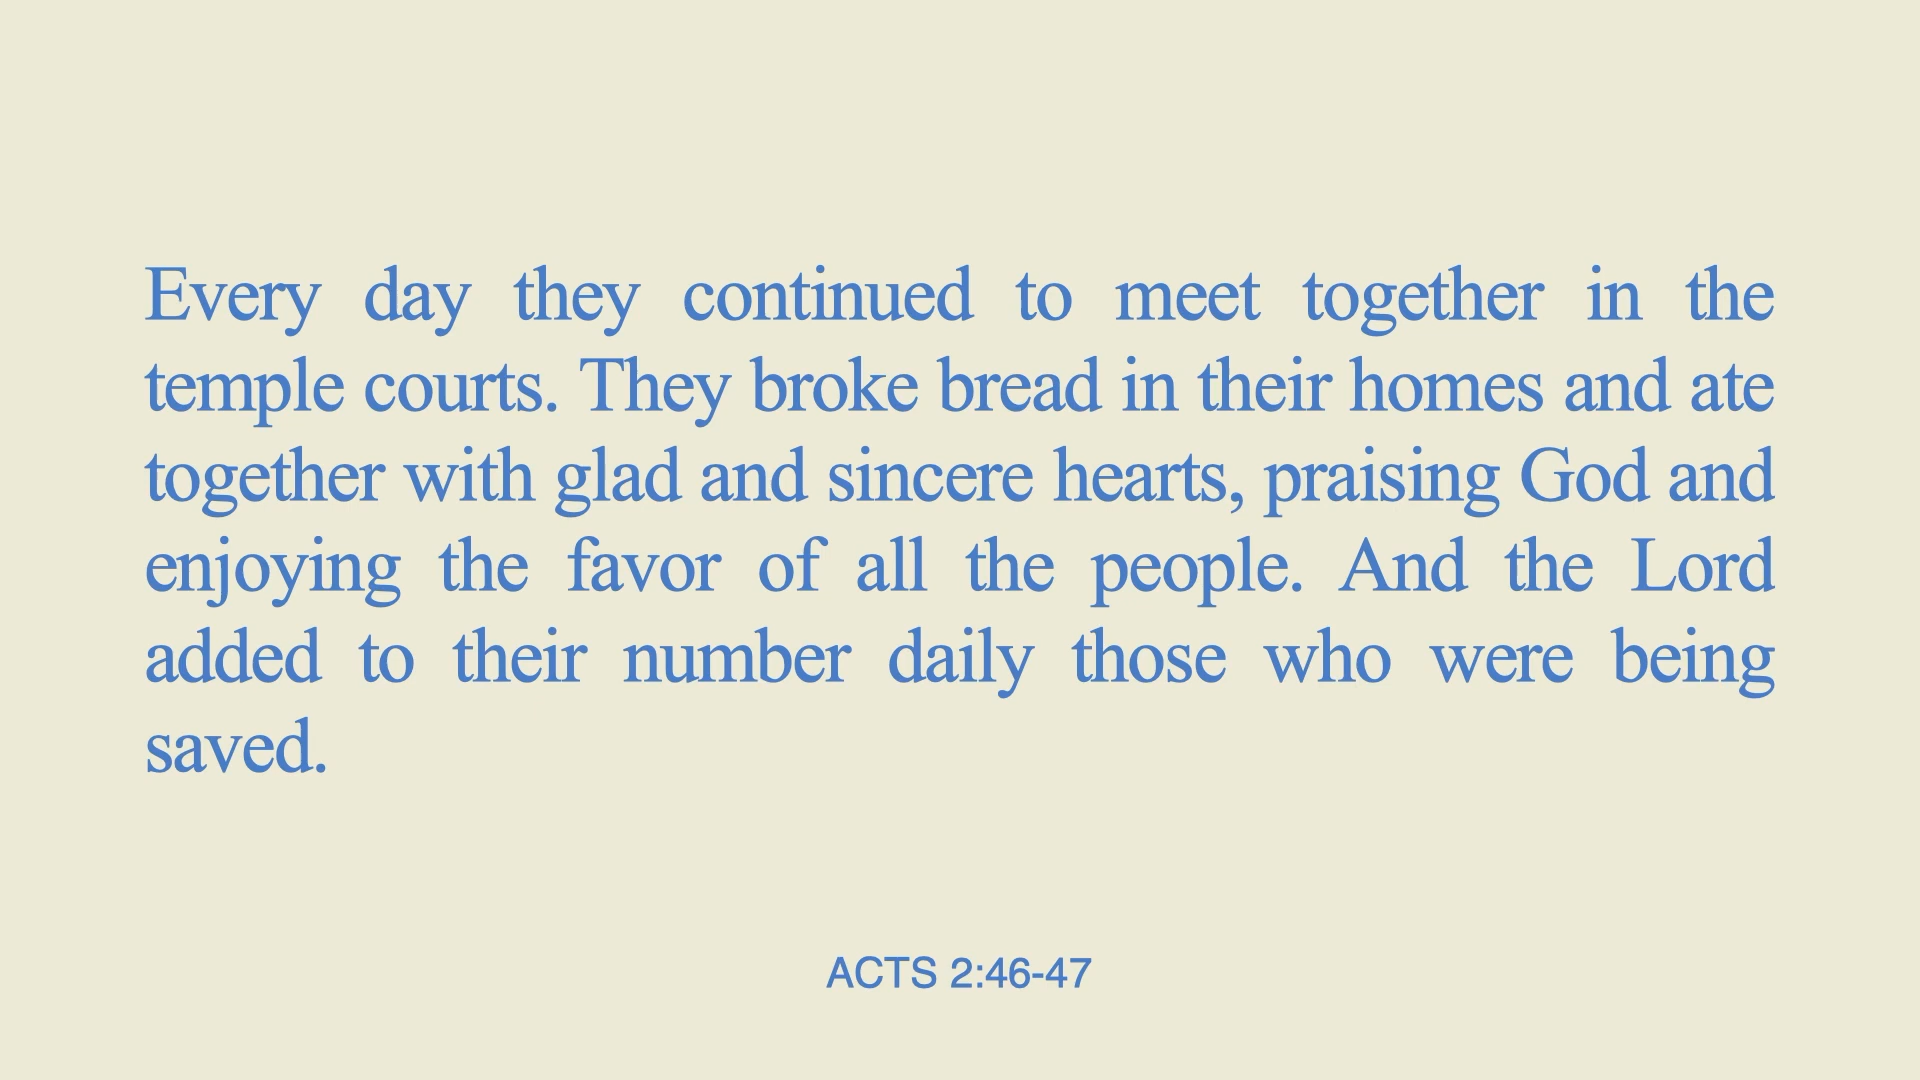 Every day they continued to meet together in the
temple courts. They broke bread in their homes and ate
together with glad and sincere hearts, praising God and
enjoying the favor of all the people. And the Lord
added to their number daily those who were being
saved.
ACTS 2:46-47